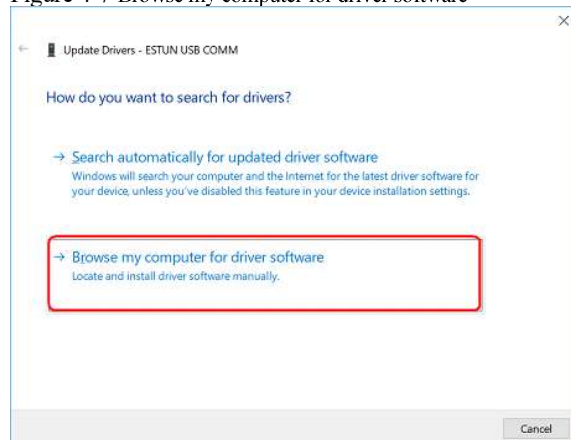 Figure 4-7 Browse my computer for driver software
Update Drivers - ESTUN USB COMM
How do you want to search for drivers?
→ Search automatically for updated driver software
Windows will search your computer and the Internet for the latest driver software for
your device, unless you've disabled this feature in your device installation settings.
→ Browse my computer for driver software
Locate and install driver software manually.
Cancel